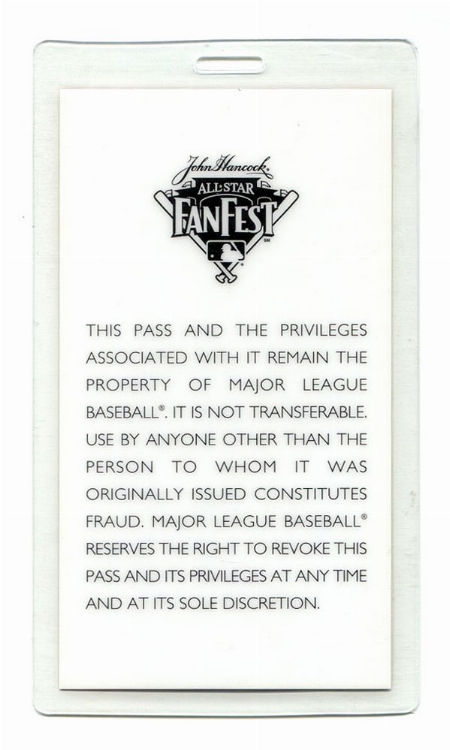 John Hancock
ALL·STAR
FANFEST
SM
THIS PASS AND THE PRIVILEGES
ASSOCIATED WITH IT REMAIN THE
PROPERTY OF MAJOR LEAGUE
BASEBALL®. IT IS NOT TRANSFERABLE.
USE BY ANYONE OTHER THAN THE
PERSON TO WHOM IT WAS
ORIGINALLY ISSUED CONSTITUTES
FRAUD. MAJOR LEAGUE BASEBALL®
RESERVES THE RIGHT TO REVOKE THIS
PASS AND ITS PRIVILEGES AT ANY TIME
AND AT ITS SOLE DISCRETION.